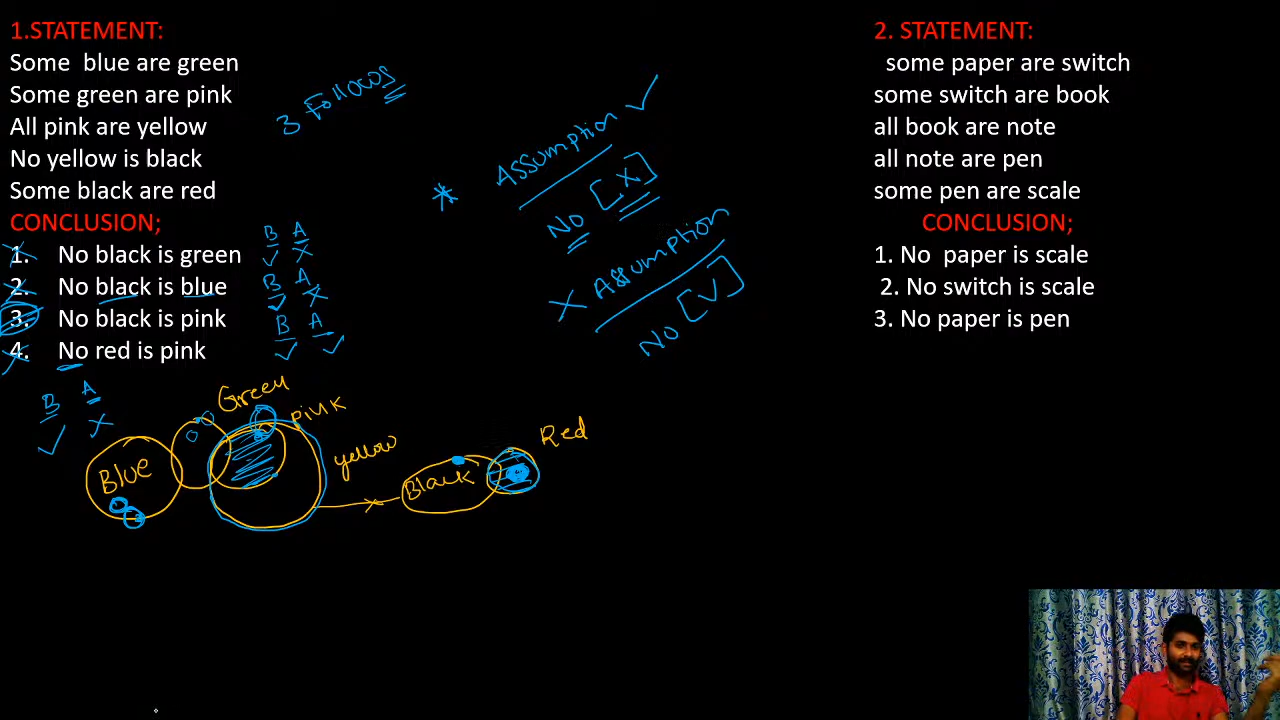 1.STATEMENT:
Some blue are green
Some green are pink
All pink are yellow
No yellow is black
Some black are red
CONCLUSION;
1. No black is green
2. No black is blue
3. No black is pink
4. No red is pink
B A
B A
B A
B A
3 Follows
* Assumption ✓
No [X]
X Assumption
No [✓]
Green
pink
yellow
Blue
Black
Red
2. STATEMENT:
some paper are switch
some switch are book
all book are note
all note are pen
some pen are scale
CONCLUSION;
1. No paper is scale
2. No switch is scale
3. No paper is pen